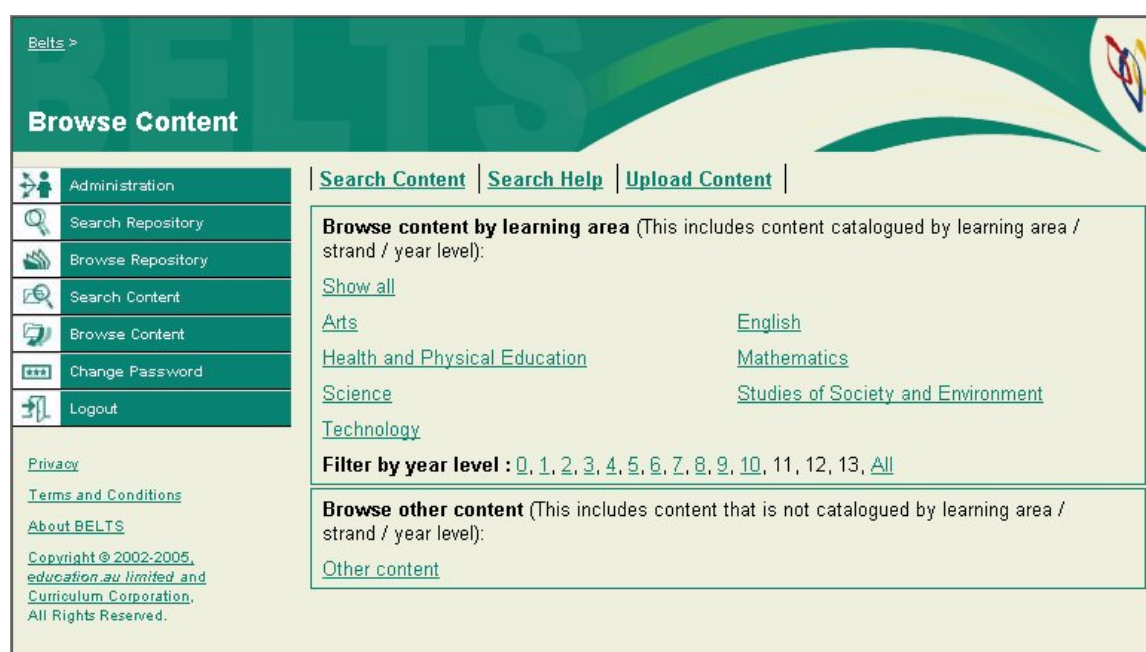 Belts >
BELTS
Browse Content
Administration
Search Repository
Browse Repository
Search Content
Browse Content
Change Password
Logout
Privacy
Terms and Conditions
About BELTS
Copyright © 2002-2005,
education.au limited and
Curriculum Corporation,
All Rights Reserved.
Search Content | Search Help | Upload Content |
Browse content by learning area (This includes content catalogued by learning area /
strand / year level):
Show all
Arts English
Health and Physical Education Mathematics
Science Studies of Society and Environment
Technology
Filter by year level : 0, 1, 2, 3, 4, 5, 6, 7, 8, 9, 10, 11, 12, 13, All
Browse other content (This includes content that is not catalogued by learning area /
strand / year level):
Other content